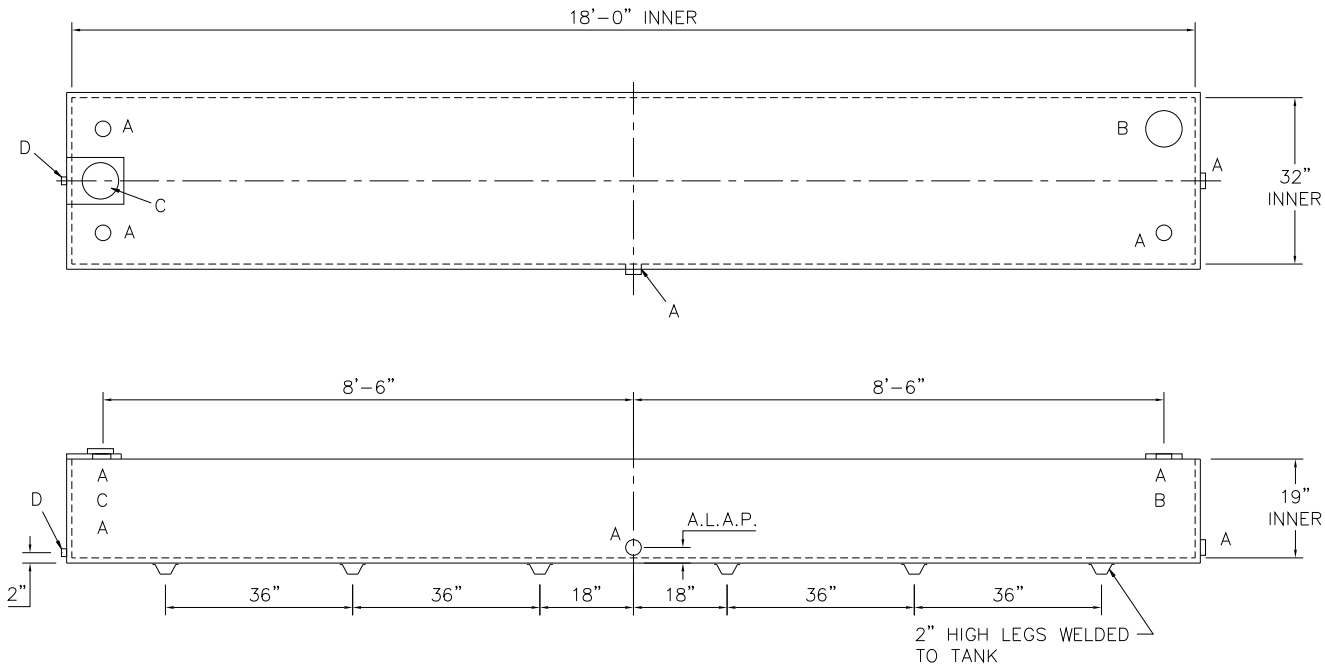 18'-0” INNER
A
B
D
A
C
32”
INNER
A
A
A
8'-6”
8'-6”
A
C
A
A
B
D
A
A.L.A.P.
19”
INNER
A
2”
36”
36”
18”
18”
36”
36”
2” HIGH LEGS WELDED
TO TANK